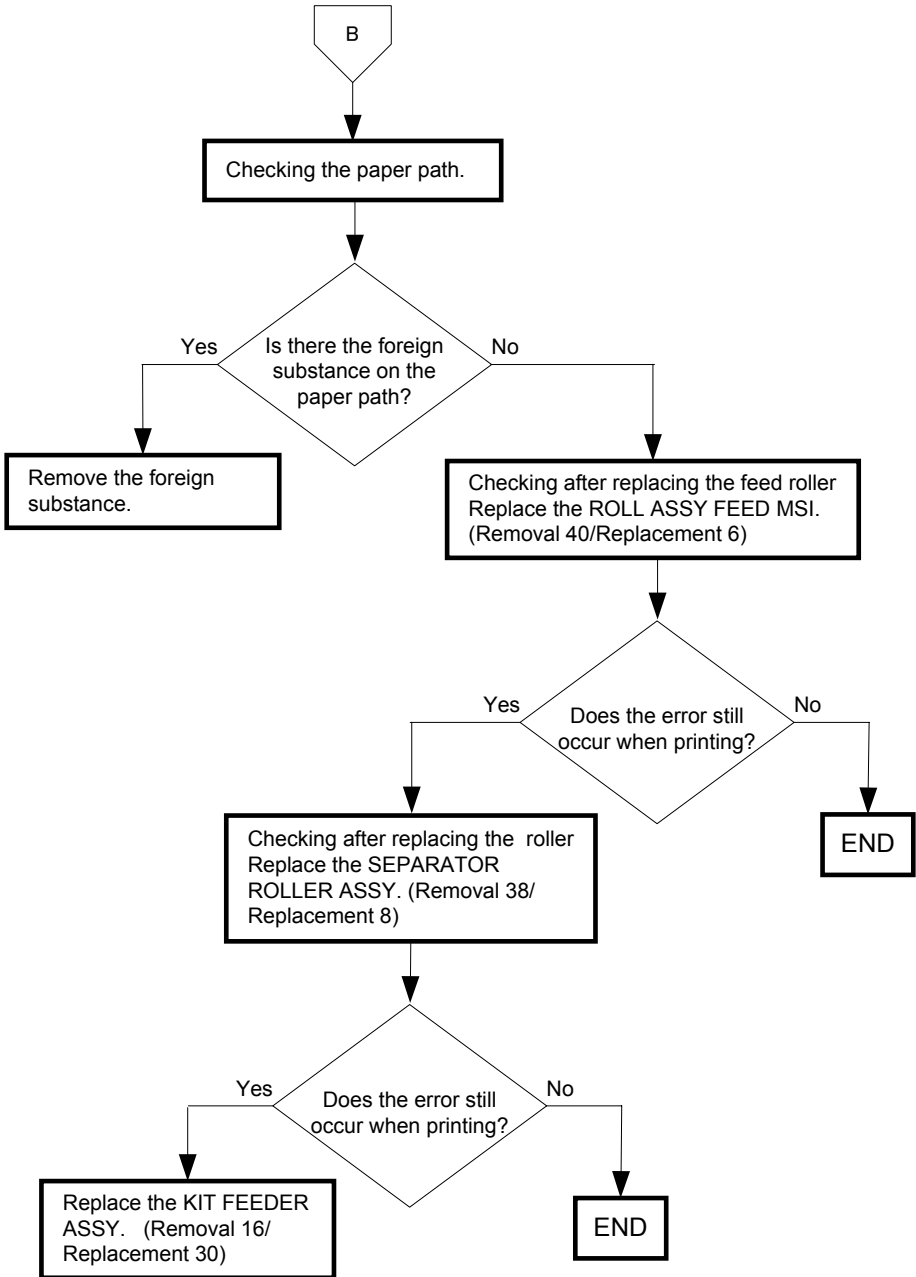 B
Checking the paper path.
Yes
No
Is there the foreign
substance on the
paper path?
Remove the foreign
substance.
Checking after replacing the feed roller
Replace the ROLL ASSY FEED MSI.
(Removal 40/Replacement 6)
Yes
No
Does the error still
occur when printing?
Checking after replacing the  roller
Replace the SEPARATOR
ROLLER ASSY. (Removal 38/
Replacement 8)
END
Yes
No
Does the error still
occur when printing?
Replace the KIT FEEDER
ASSY.   (Removal 16/
Replacement 30)
END